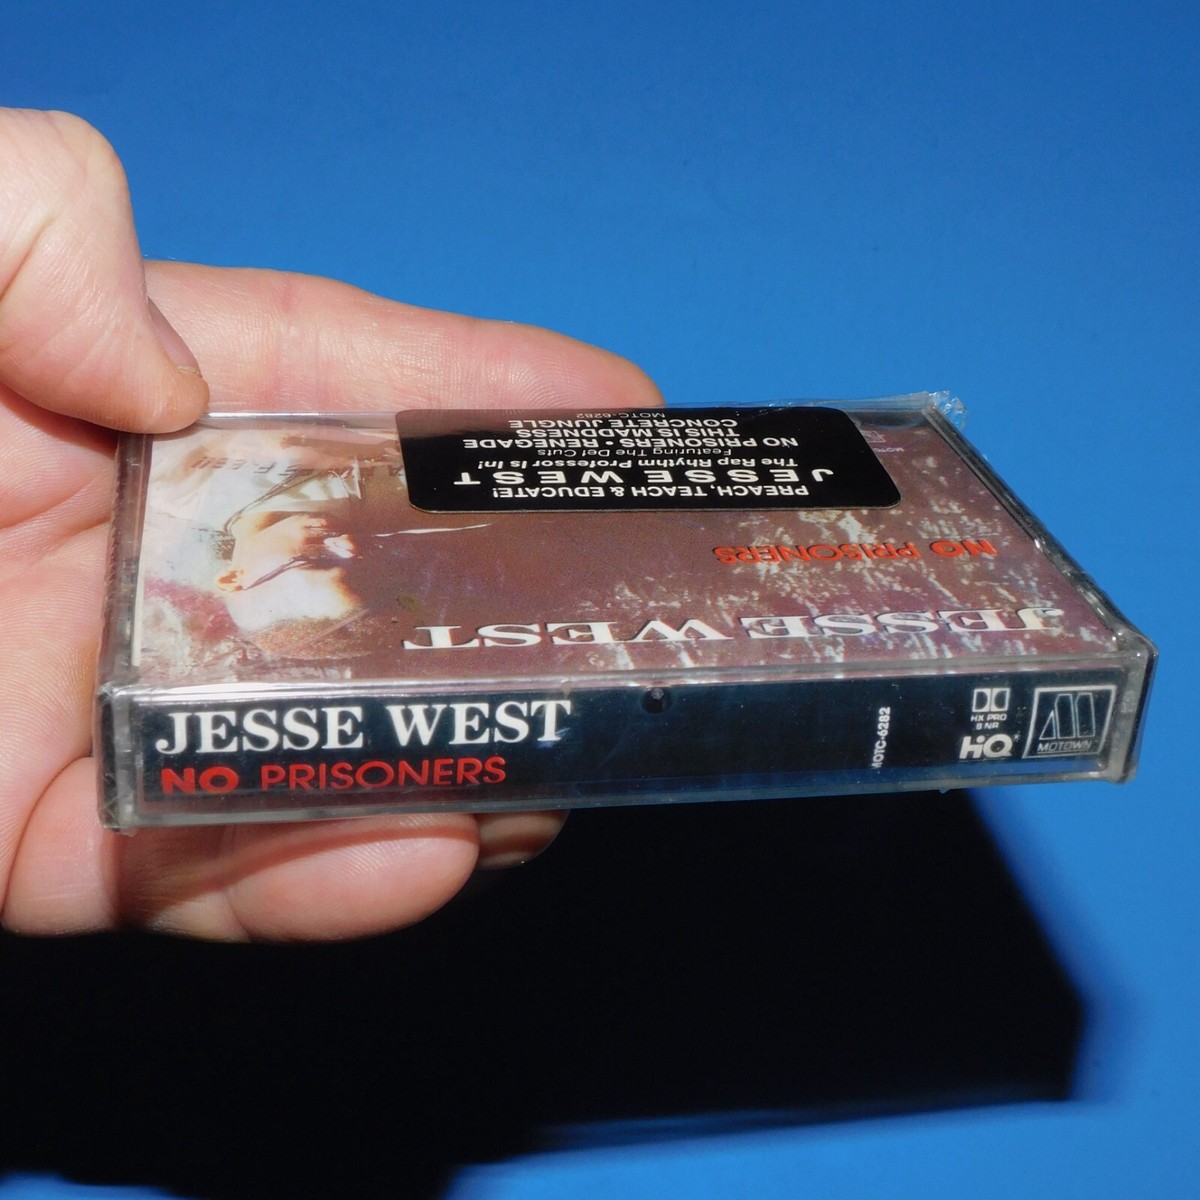 PREACH, TEACH & EDUCATE!
JESSE WEST
The Rap Rhythm Professor Is In!
Featuring The Def Cuts
NO PRISONERS • RENEGADE
THIS IS MADDNESS
CONCRETE JUNGLE
MOTC-6282
NO PRISONERS
JESSE WEST
JESSE WEST
NO PRISONERS
MOTC-6282
HX PRO
B NR
HiQ
MOTOWN